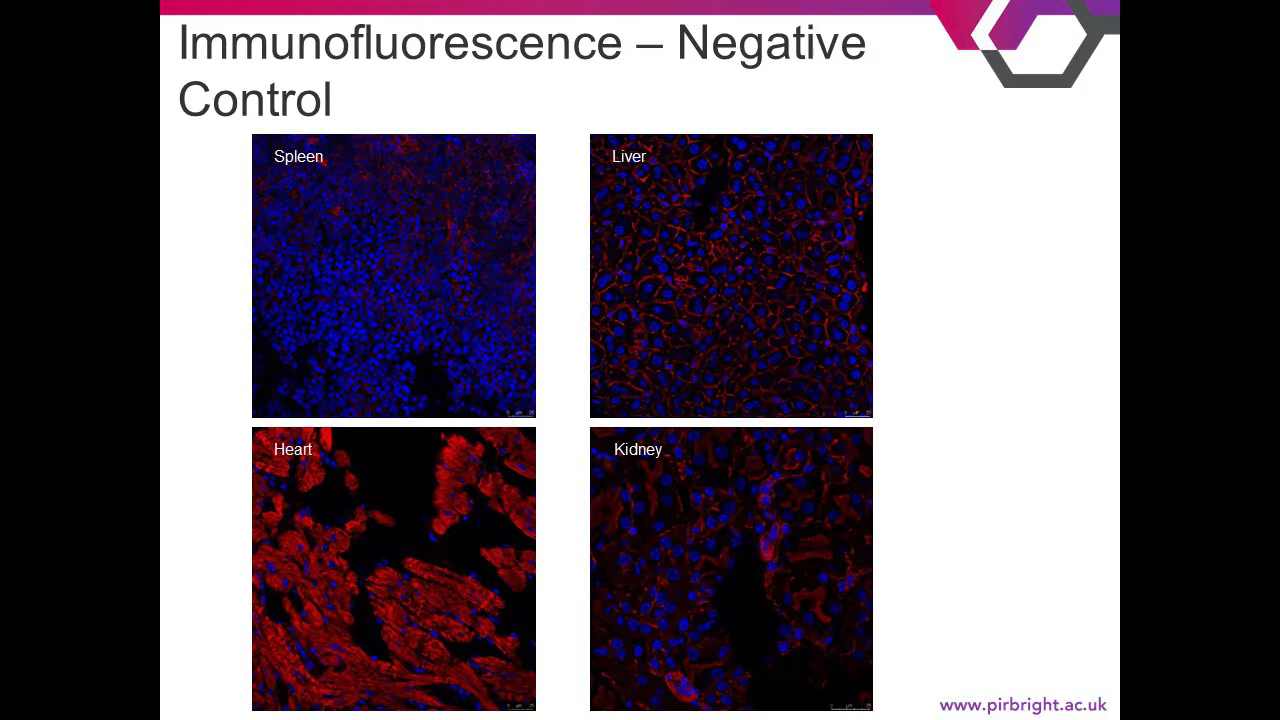 Immunofluorescence – Negative
Control
Spleen
Liver
Heart
Kidney
www.pirbright.ac.uk